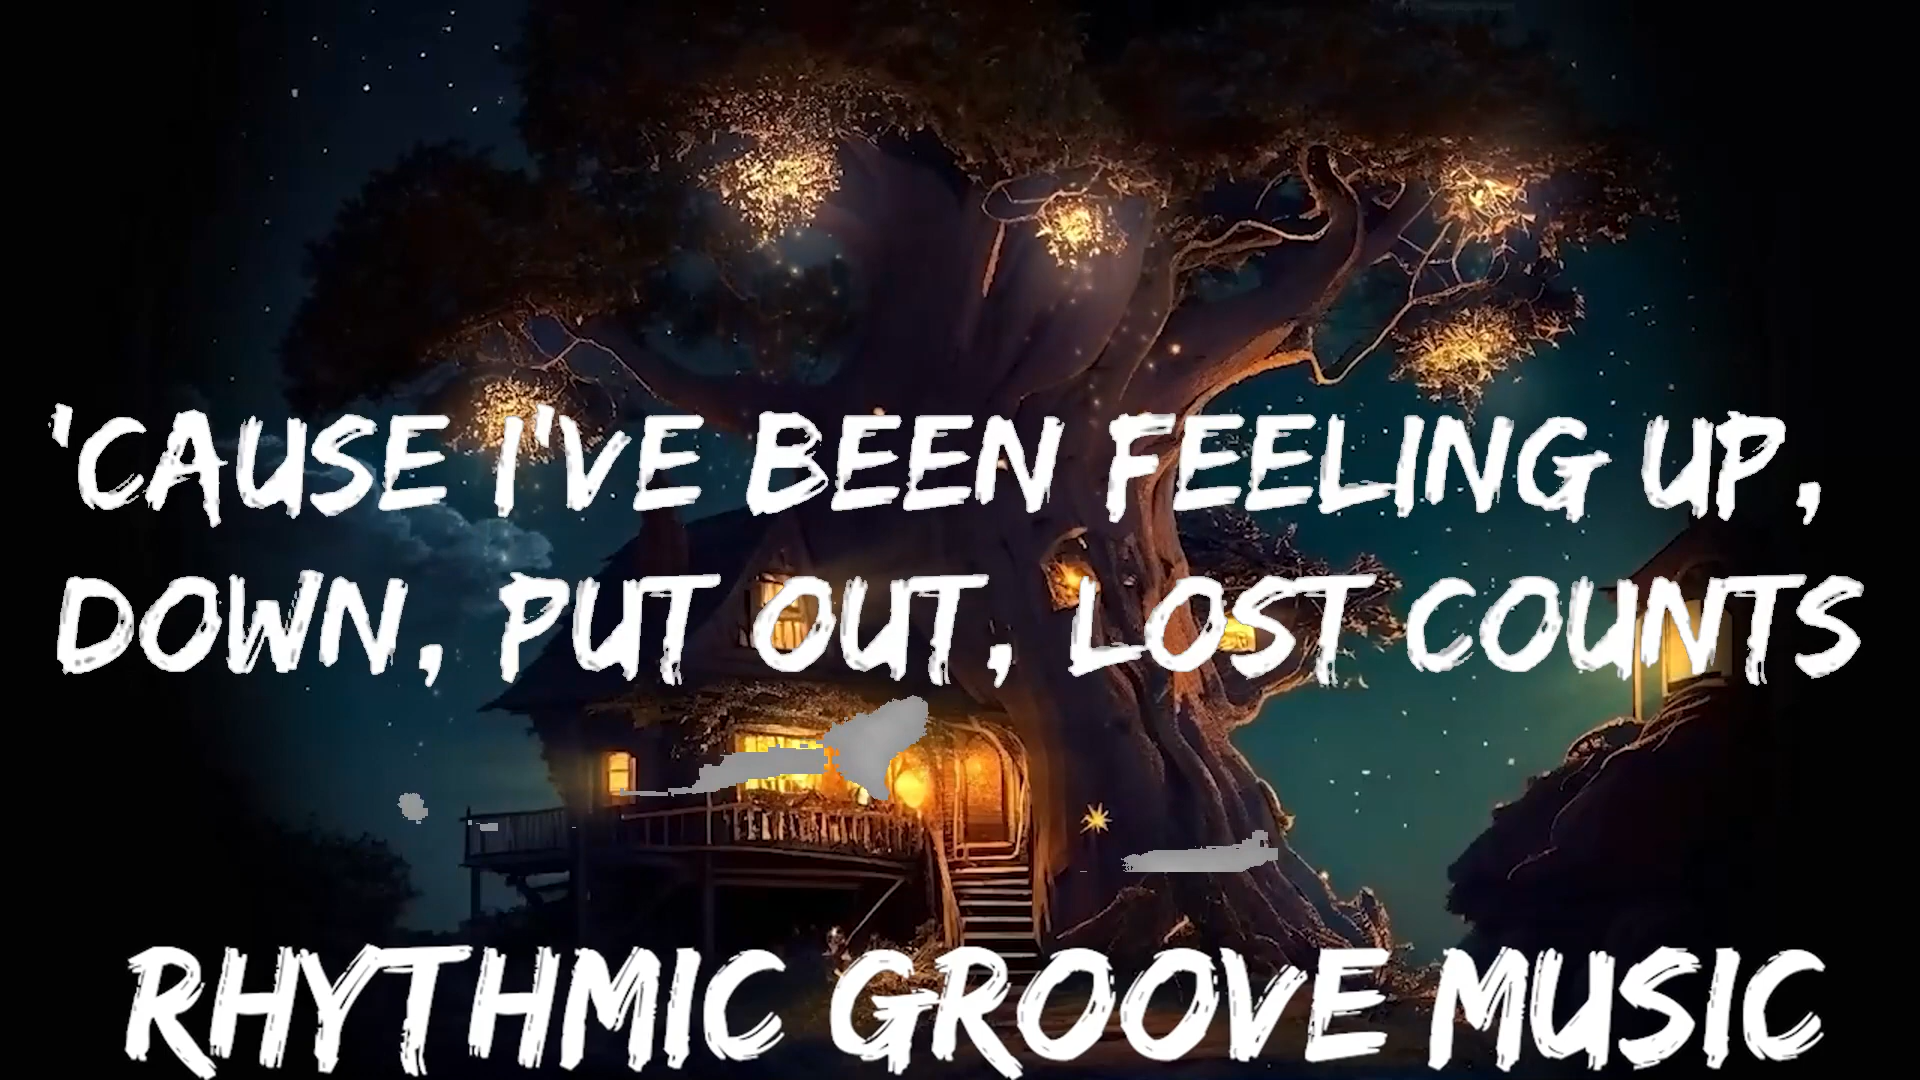 'CAUSE I'VE BEEN FEELING UP,
DOWN, PUT OUT, LOST COUNTS
RHYTHMIC GROOVE MUSIC